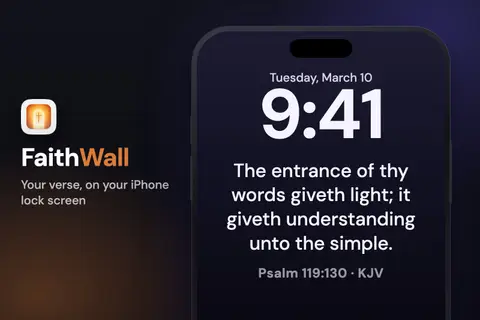 FaithWall
Your verse, on your iPhone
lock screen
Tuesday, March 10
9:41
The entrance of thy
words giveth light; it
giveth understanding
unto the simple.
Psalm 119:130 · KJV